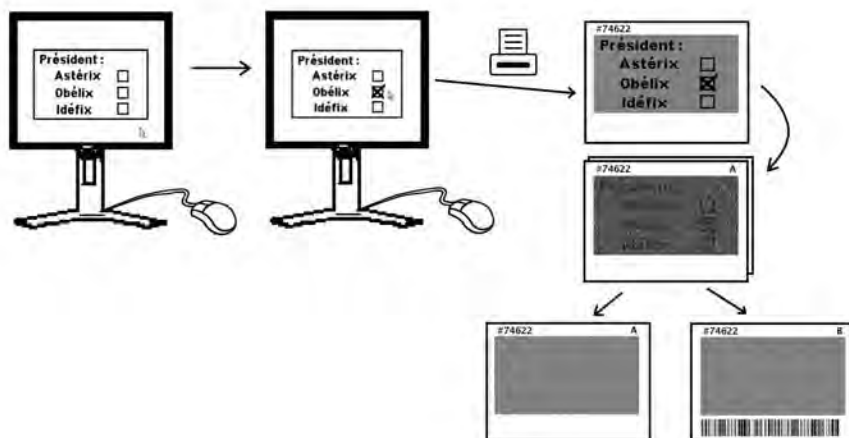 Président :
Astérix
Obélix
Idéfix
Président :
Astérix
Obélix
Idéfix
#74622
Président :
Astérix
Obélix
Idéfix
#74622 A
#74622 A
#74622 B